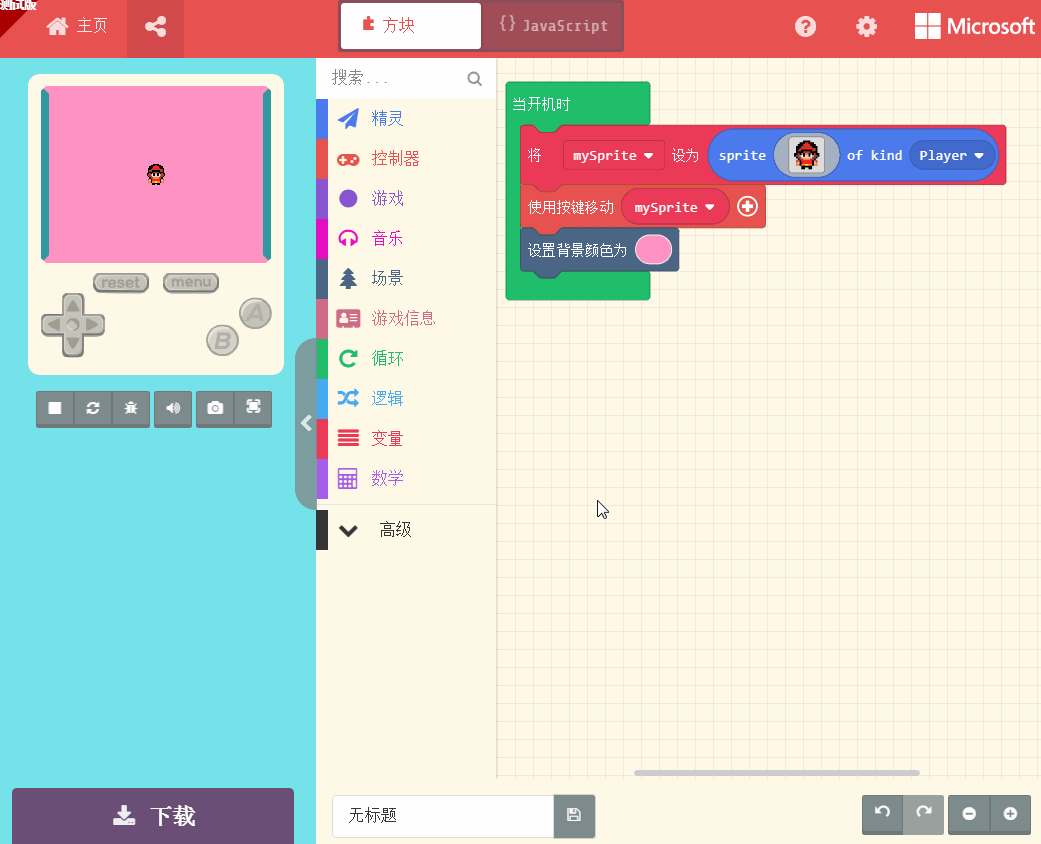 测试版
主页
方块
{} JavaScript
Microsoft
搜索...
精灵
控制器
游戏
音乐
场景
游戏信息
循环
逻辑
变量
数学
高级
当开机时
将 mySprite 设为 sprite of kind Player
使用按键移动 mySprite
设置背景颜色为
reset
menu
A
B
下载
无标题